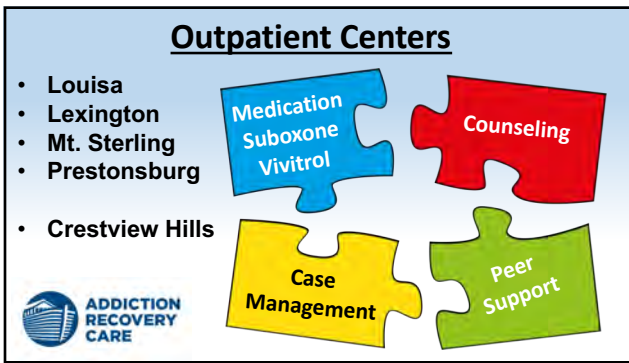 Outpatient Centers
• Louisa
• Lexington
• Mt. Sterling
• Prestonsburg
• Crestview Hills
Medication
Suboxone
Vivitrol
Counseling
Case
Management
Peer
Support
ADDICTION
RECOVERY
CARE